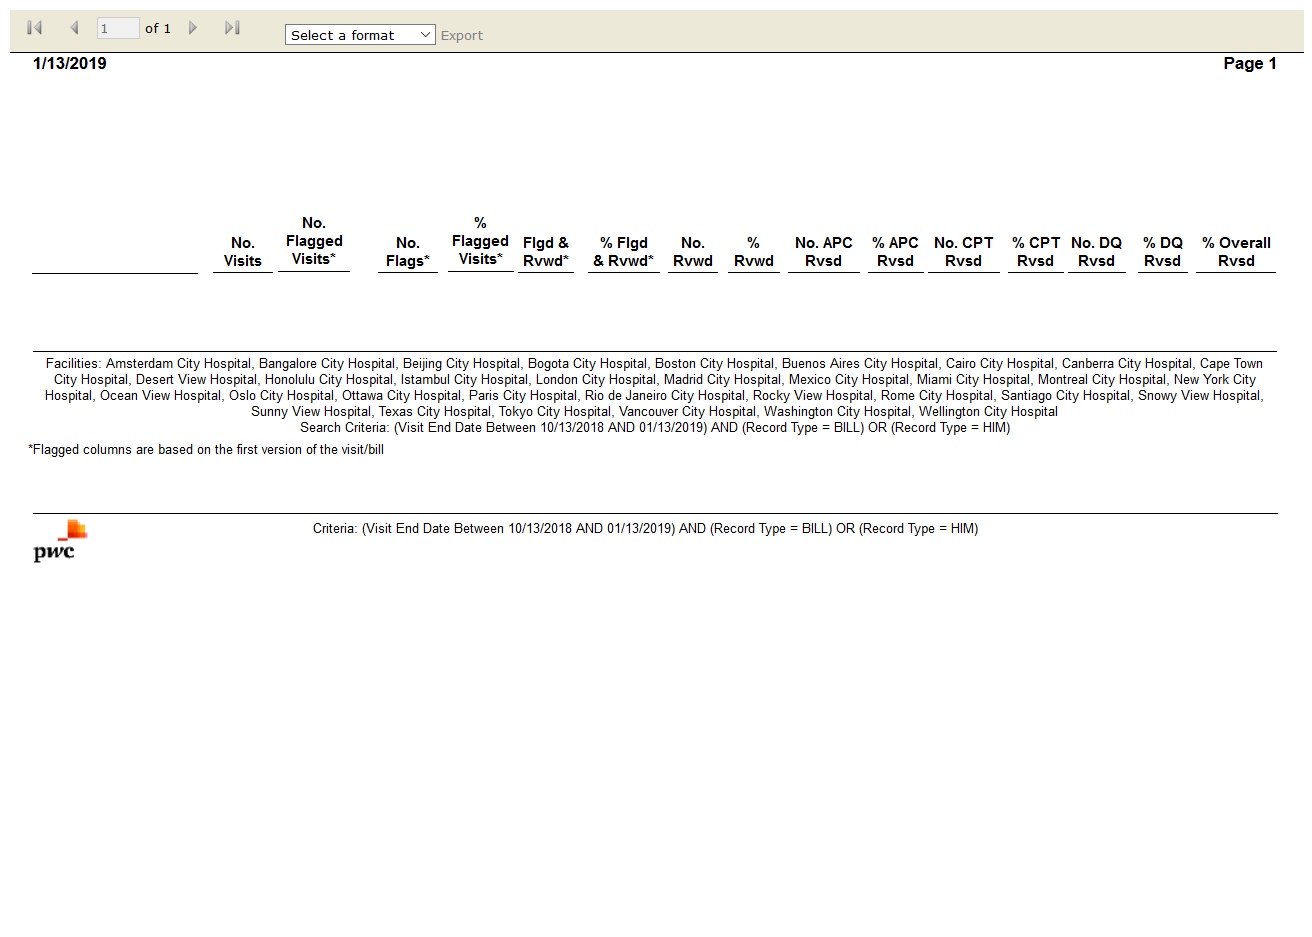 1 of 1 Select a format Export
1/13/2019 Page 1
No. Visits
No. Flagged Visits*
No. Flags*
% Flagged Visits*
Flgd & Rvwd*
% Flgd & Rvwd*
No. Rvwd
% Rvwd
No. APC Rvsd
% APC Rvsd
No. CPT Rvsd
% CPT Rvsd
No. DQ Rvsd
% DQ Rvsd
% Overall Rvsd
Facilities: Amsterdam City Hospital, Bangalore City Hospital, Beijing City Hospital, Bogota City Hospital, Boston City Hospital, Buenos Aires City Hospital, Cairo City Hospital, Canberra City Hospital, Cape Town
City Hospital, Desert View Hospital, Honolulu City Hospital, Istambul City Hospital, London City Hospital, Madrid City Hospital, Mexico City Hospital, Miami City Hospital, Montreal City Hospital, New York City
Hospital, Ocean View Hospital, Oslo City Hospital, Ottawa City Hospital, Paris City Hospital, Rio de Janeiro City Hospital, Rocky View Hospital, Rome City Hospital, Santiago City Hospital, Snowy View Hospital,
Sunny View Hospital, Texas City Hospital, Tokyo City Hospital, Vancouver City Hospital, Washington City Hospital, Wellington City Hospital
Search Criteria: (Visit End Date Between 10/13/2018 AND 01/13/2019) AND (Record Type = BILL) OR (Record Type = HIM)
*Flagged columns are based on the first version of the visit/bill
Criteria: (Visit End Date Between 10/13/2018 AND 01/13/2019) AND (Record Type = BILL) OR (Record Type = HIM)
pwc